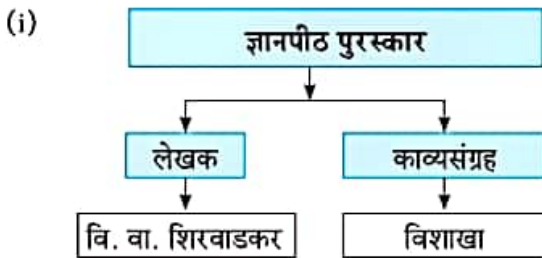 (i)
ज्ञानपीठ पुरस्कार
लेखक काव्यसंग्रह
वि. वा. शिरवाडकर विशाखा